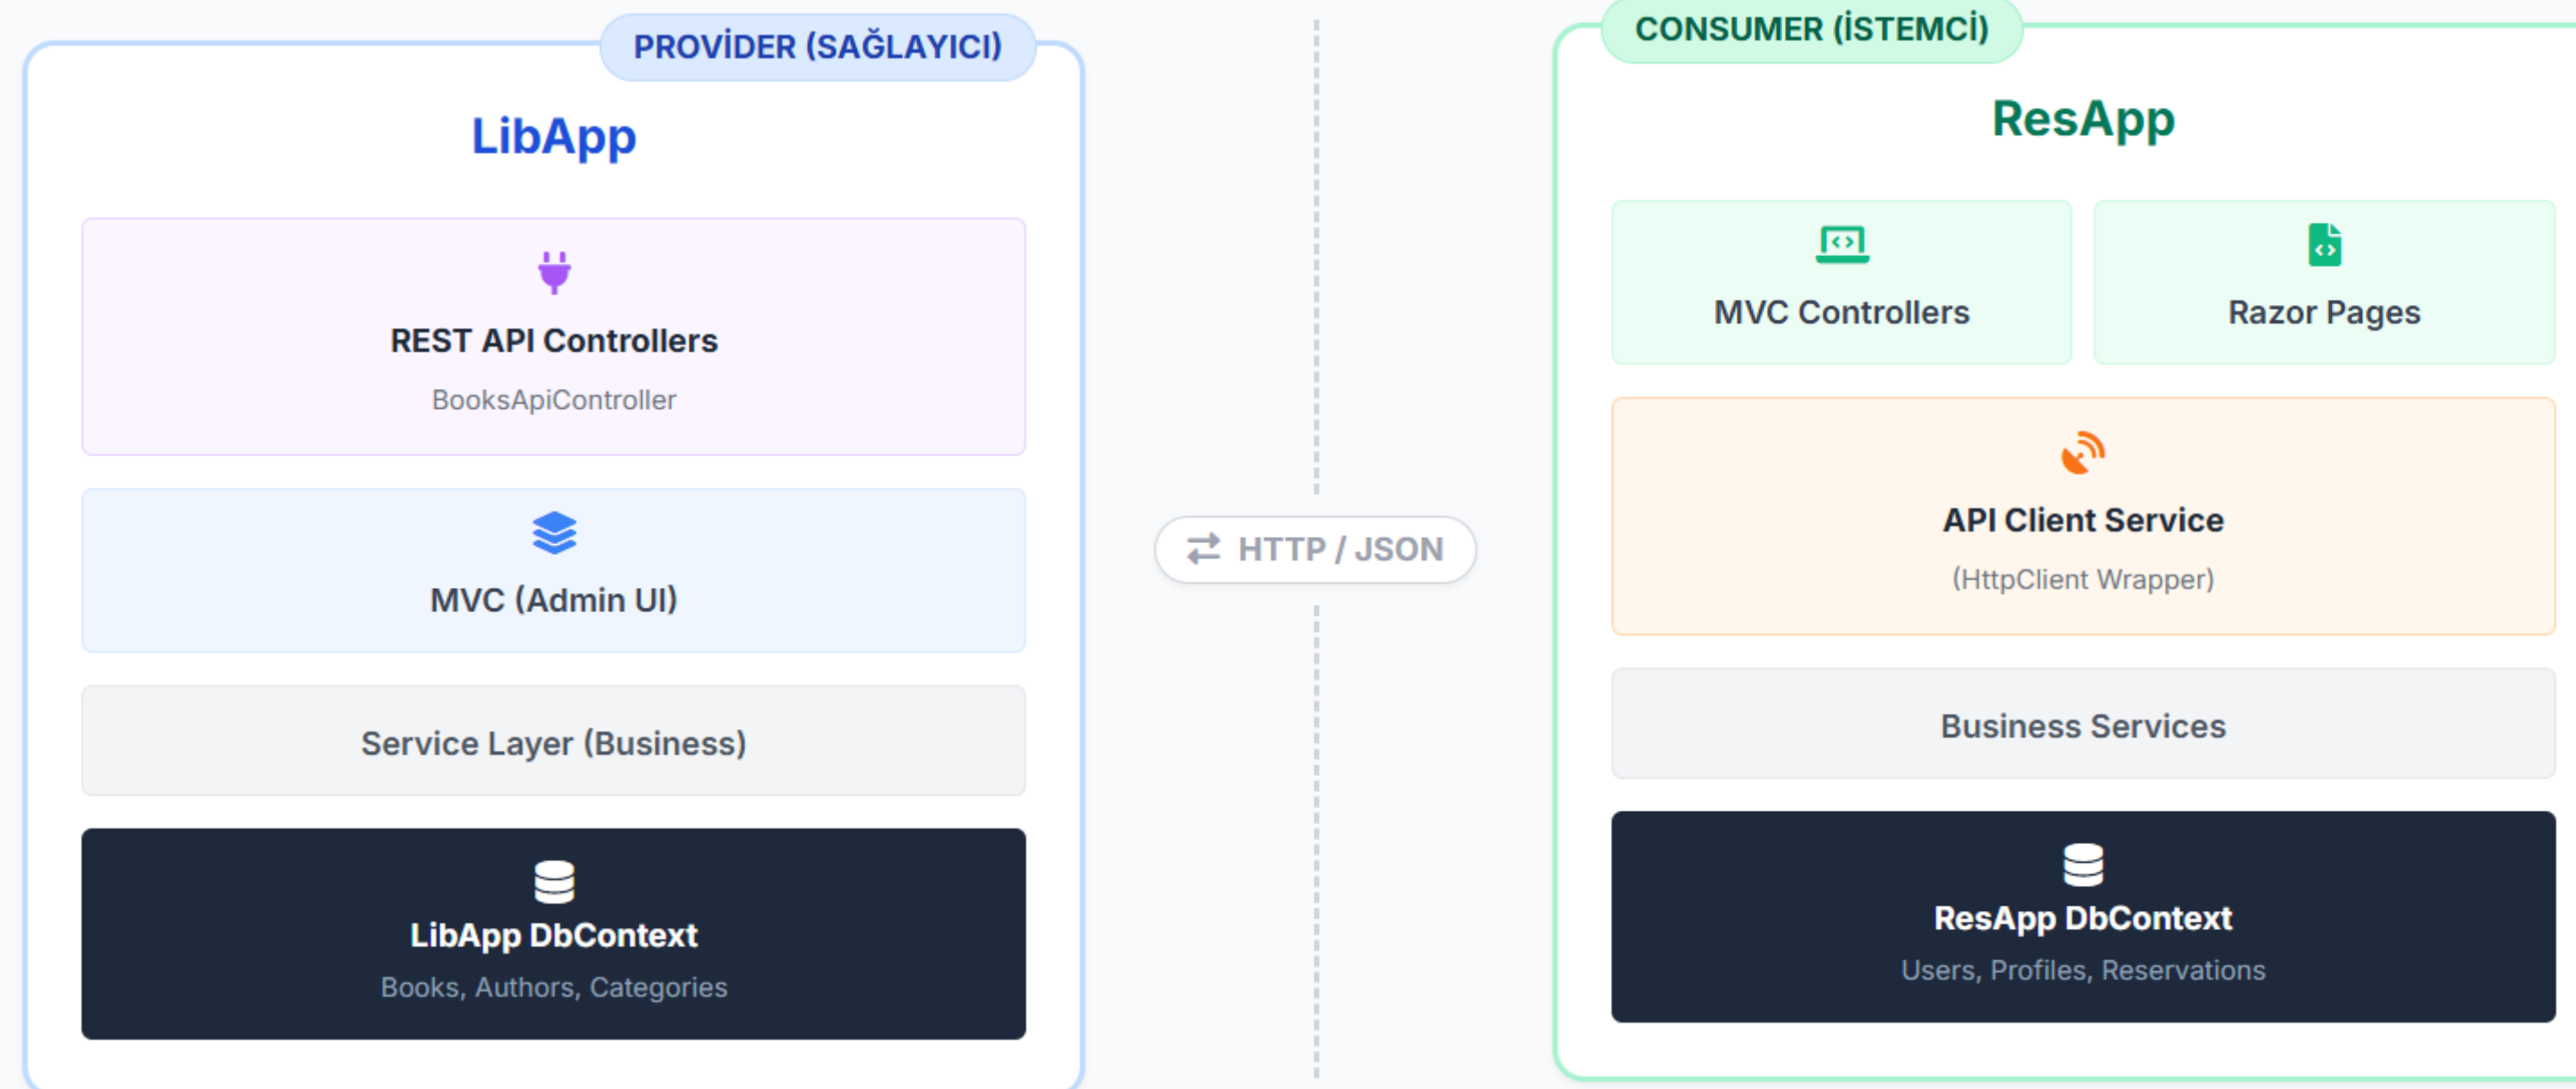 PROVİDER (SAĞLAYICI)
LibApp
REST API Controllers
BooksApiController
MVC (Admin UI)
Service Layer (Business)
LibApp DbContext
Books, Authors, Categories
HTTP / JSON
CONSUMER (İSTEMCİ)
ResApp
MVC Controllers
Razor Pages
API Client Service
(HttpClient Wrapper)
Business Services
ResApp DbContext
Users, Profiles, Reservations